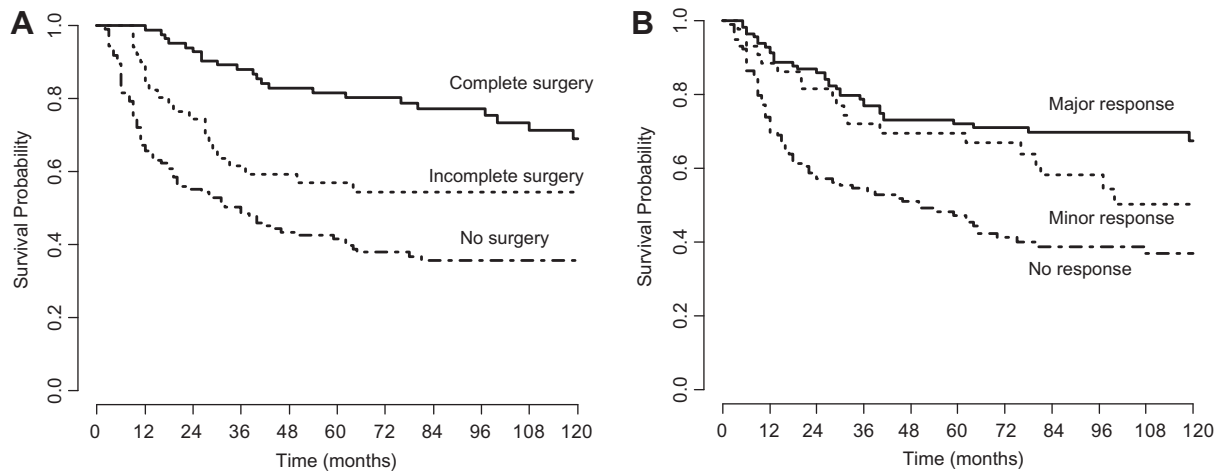 A
Survival Probability
1.0
0.8
0.6
0.4
0.2
0.0
Complete surgery
Incomplete surgery
No surgery
0 12 24 36 48 60 72 84 96 108 120
Time (months)
B
Survival Probability
1.0
0.8
0.6
0.4
0.2
0.0
Major response
Minor response
No response
0 12 24 36 48 60 72 84 96 108 120
Time (months)